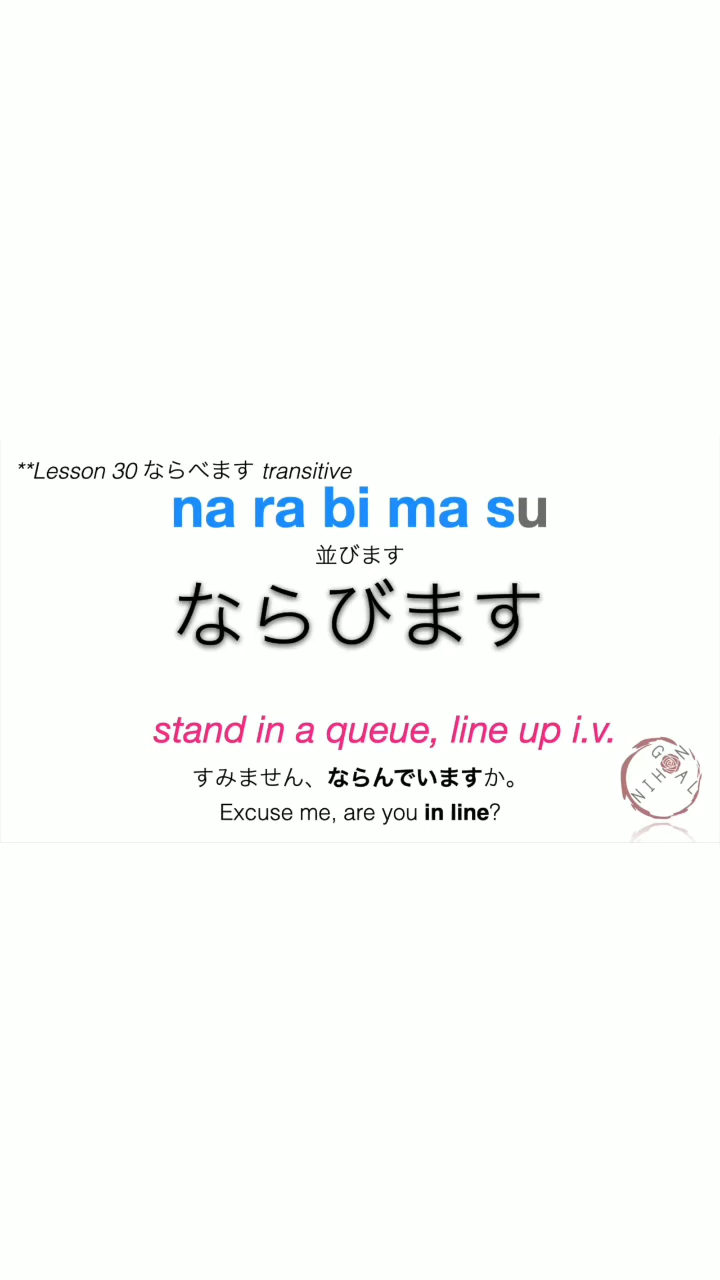 **Lesson 30 ならべます transitive
na ra bi ma su
並びます
ならびます
stand in a queue, line up i.v.
すみません、ならんでいますか。
Excuse me, are you in line?
NIHONGOAL